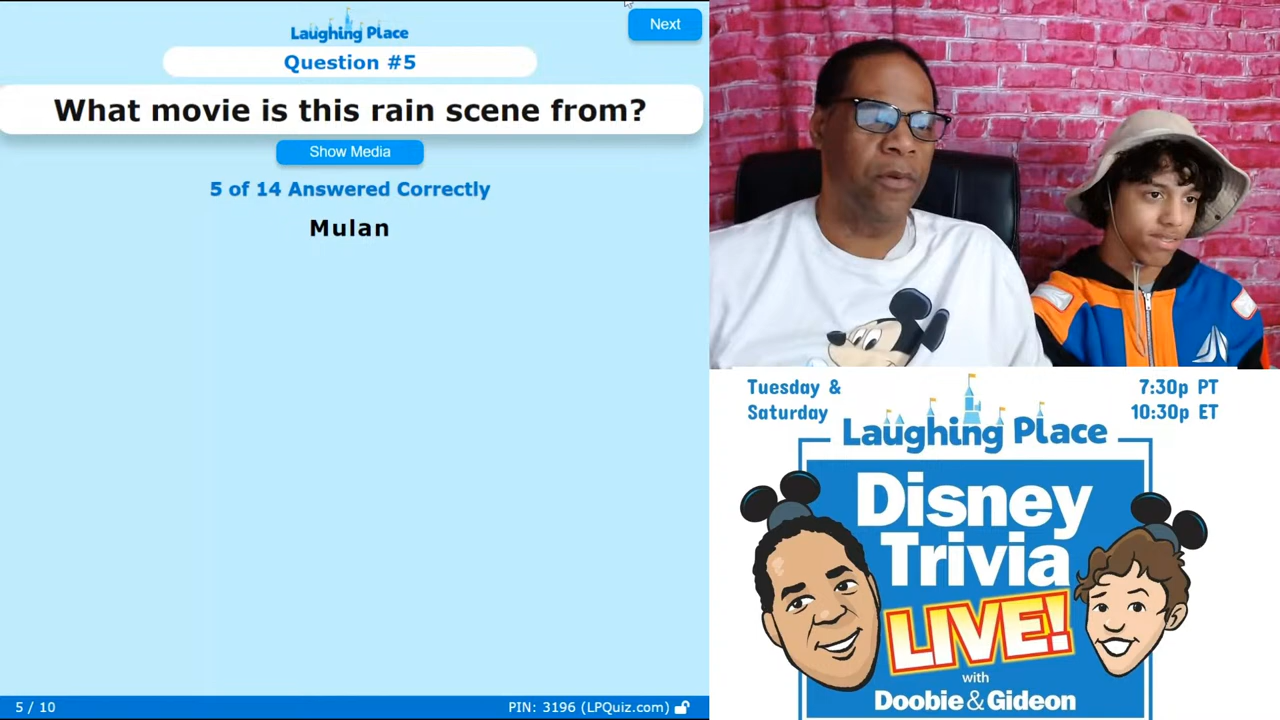 Laughing Place
Next
Question #5
What movie is this rain scene from?
Show Media
5 of 14 Answered Correctly
Mulan
5 / 10
PIN: 3196 (LPQuiz.com)
Tuesday &
Saturday
7:30p PT
10:30p ET
Laughing Place
Disney
Trivia
LIVE!
with
Doobie & Gideon